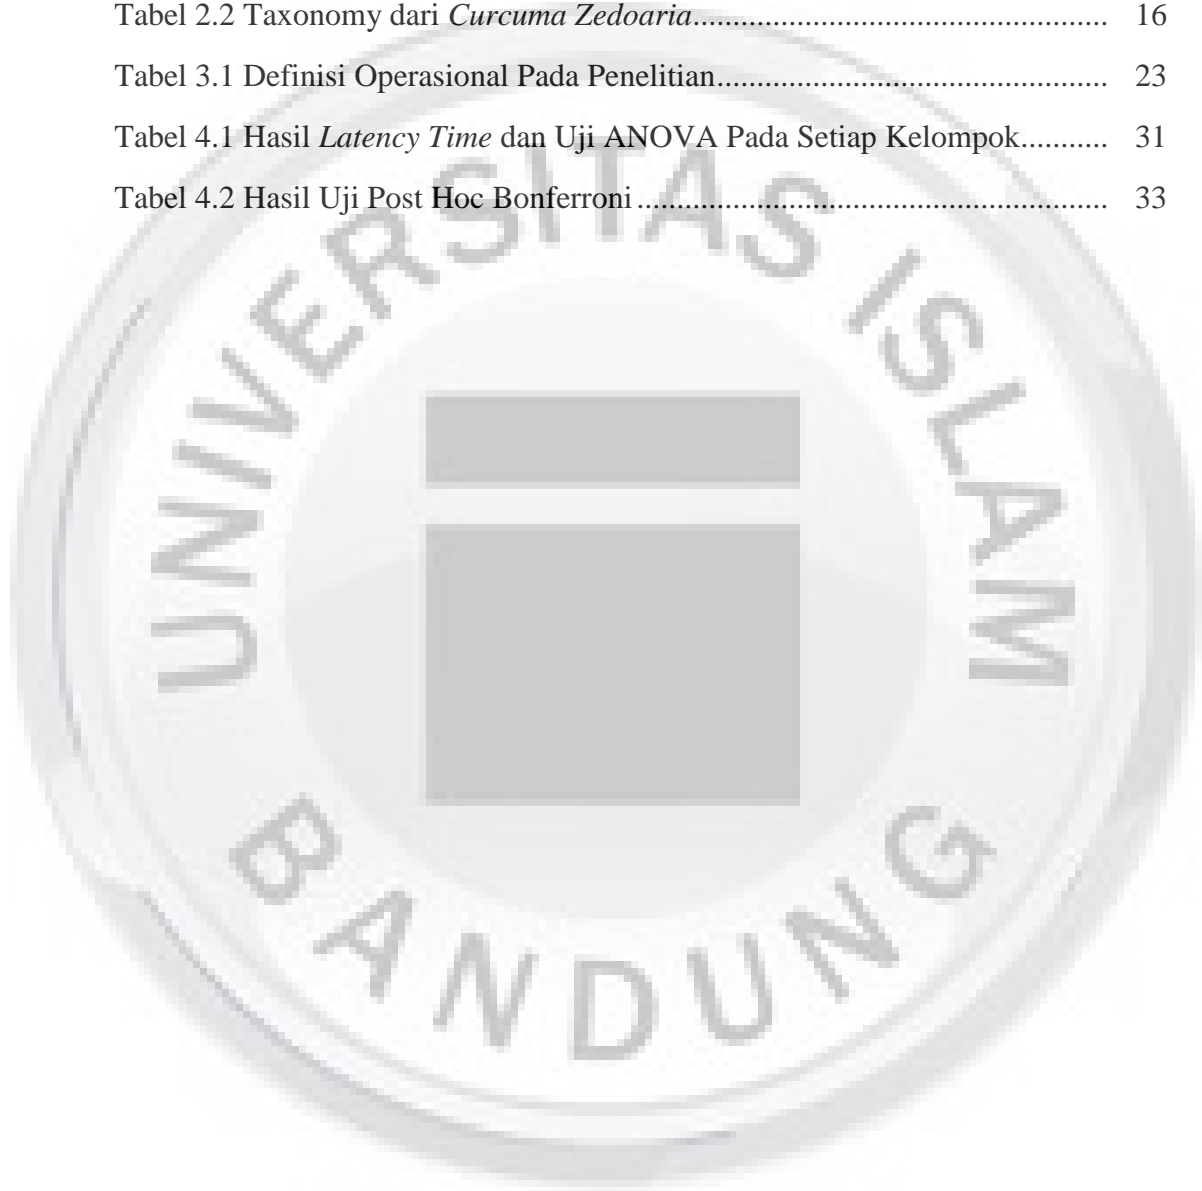 Tabel 2.2 Taxonomy dari Curcuma Zedoaria.................................................... 16
Tabel 3.1 Definisi Operasional Pada Penelitian................................................. 23
Tabel 4.1 Hasil Latency Time dan Uji ANOVA Pada Setiap Kelompok........... 31
Tabel 4.2 Hasil Uji Post Hoc Bonferroni........................................................... 33
UNIVERSITAS ISLAM
BANDUNG